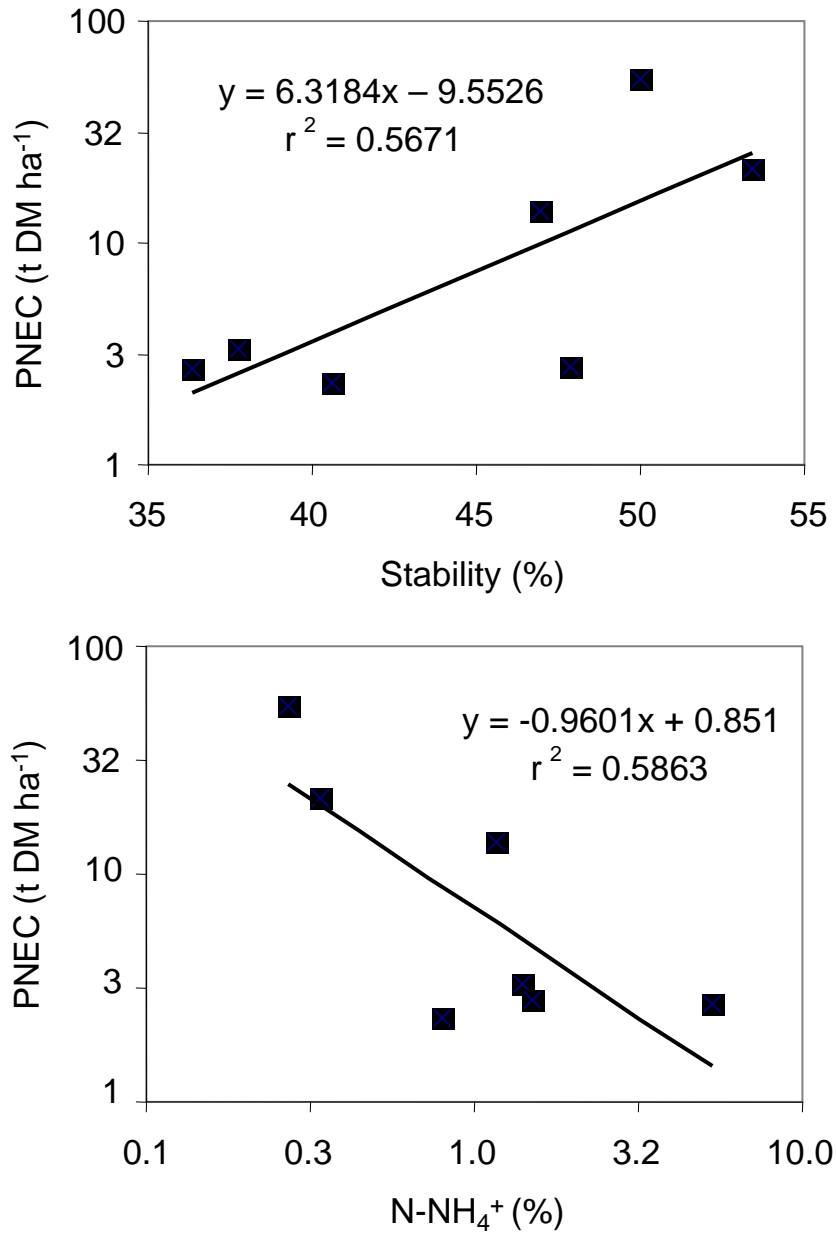 100
y = 6.3184x – 9.5526
r 2 = 0.5671
32
10
3
1
PNEC (t DM ha-1)
35 40 45 50 55
Stability (%)
100
y = -0.9601x + 0.851
r 2 = 0.5863
32
10
3
1
PNEC (t DM ha-1)
0.1 0.3 1.0 3.2 10.0
N-NH4+ (%)